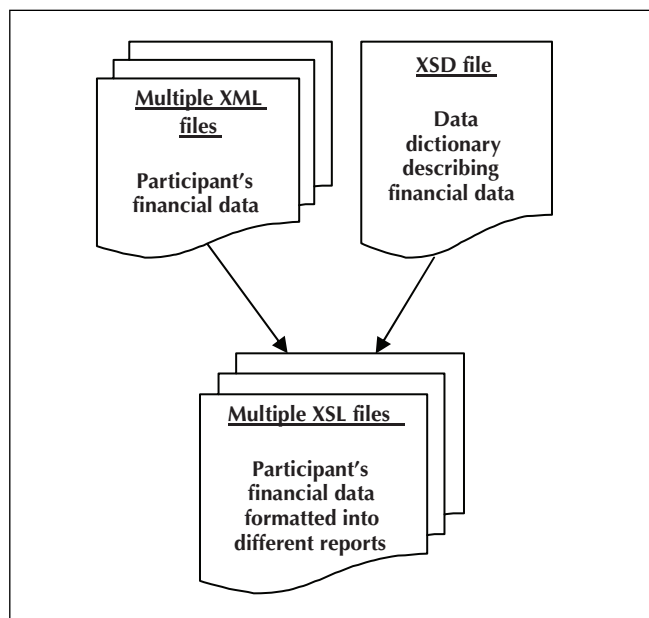 Multiple XML
files
Participant's
financial data
XSD file
Data
dictionary
describing
financial data
Multiple XSL files
Participant's
financial data
formatted into
different reports